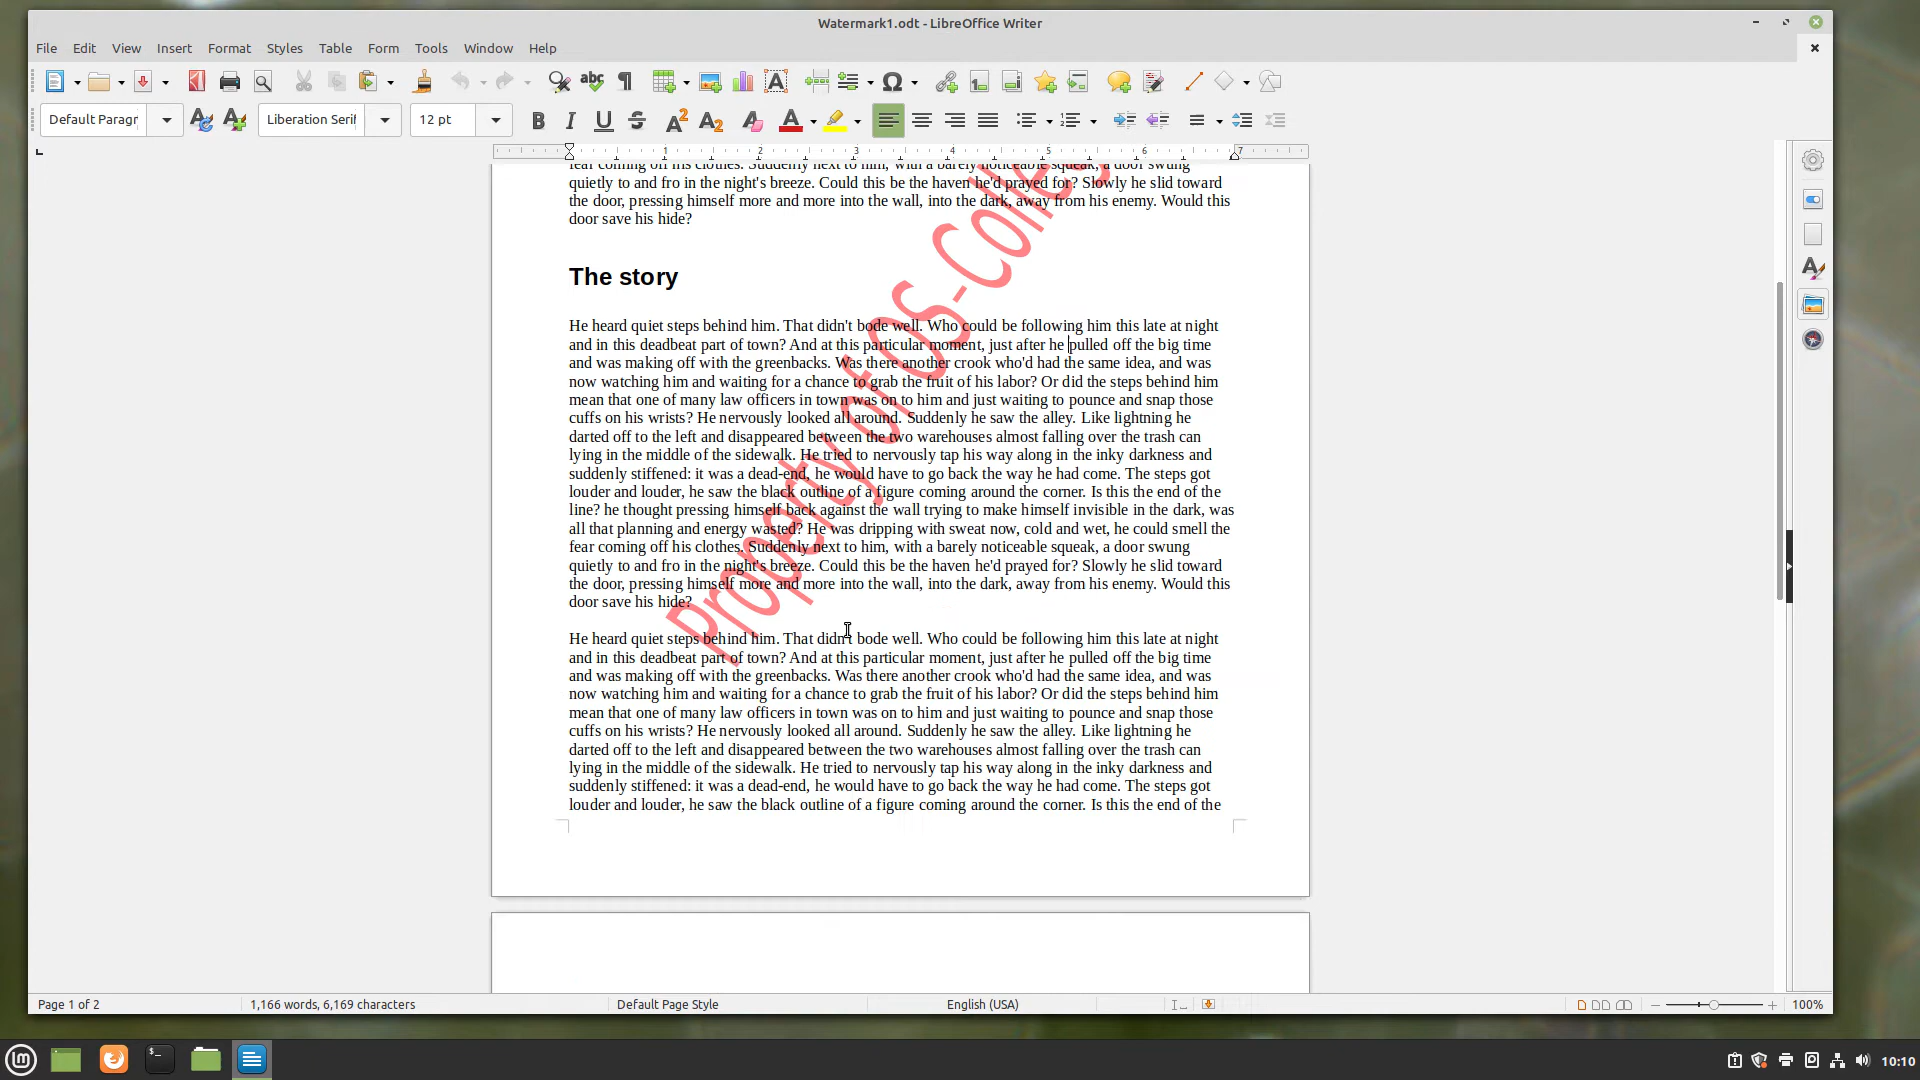 Watermark1.odt - LibreOffice Writer
File Edit View Insert Format Styles Table Form Tools Window Help
Default Paragr Liberation Serif 12 pt
1 2 3 4 5 6 7
fear coming off his clothes. Suddenly next to him, with a barely noticeable squeak, a door swung
quietly to and fro in the night's breeze. Could this be the haven he'd prayed for? Slowly he slid toward
the door, pressing himself more and more into the wall, into the dark, away from his enemy. Would this
door save his hide?
The story
He heard quiet steps behind him. That didn't bode well. Who could be following him this late at night
and in this deadbeat part of town? And at this particular moment, just after he pulled off the big time
and was making off with the greenbacks. Was there another crook who'd had the same idea, and was
now watching him and waiting for a chance to grab the fruit of his labor? Or did the steps behind him
mean that one of many law officers in town was on to him and just waiting to pounce and snap those
cuffs on his wrists? He nervously looked all around. Suddenly he saw the alley. Like lightning he
darted off to the left and disappeared between the two warehouses almost falling over the trash can
lying in the middle of the sidewalk. He tried to nervously tap his way along in the inky darkness and
suddenly stiffened: it was a dead-end, he would have to go back the way he had come. The steps got
louder and louder, he saw the black outline of a figure coming around the corner. Is this the end of the
line? he thought pressing himself back against the wall trying to make himself invisible in the dark, was
all that planning and energy wasted? He was dripping with sweat now, cold and wet, he could smell the
fear coming off his clothes. Suddenly next to him, with a barely noticeable squeak, a door swung
quietly to and fro in the night's breeze. Could this be the haven he'd prayed for? Slowly he slid toward
the door, pressing himself more and more into the wall, into the dark, away from his enemy. Would this
door save his hide?
He heard quiet steps behind him. That didn't bode well. Who could be following him this late at night
and in this deadbeat part of town? And at this particular moment, just after he pulled off the big time
and was making off with the greenbacks. Was there another crook who'd had the same idea, and was
now watching him and waiting for a chance to grab the fruit of his labor? Or did the steps behind him
mean that one of many law officers in town was on to him and just waiting to pounce and snap those
cuffs on his wrists? He nervously looked all around. Suddenly he saw the alley. Like lightning he
darted off to the left and disappeared between the two warehouses almost falling over the trash can
lying in the middle of the sidewalk. He tried to nervously tap his way along in the inky darkness and
suddenly stiffened: it was a dead-end, he would have to go back the way he had come. The steps got
louder and louder, he saw the black outline of a figure coming around the corner. Is this the end of the
Property of OS-Colle
Page 1 of 2 1,166 words, 6,169 characters Default Page Style English (USA) 100%
10:10